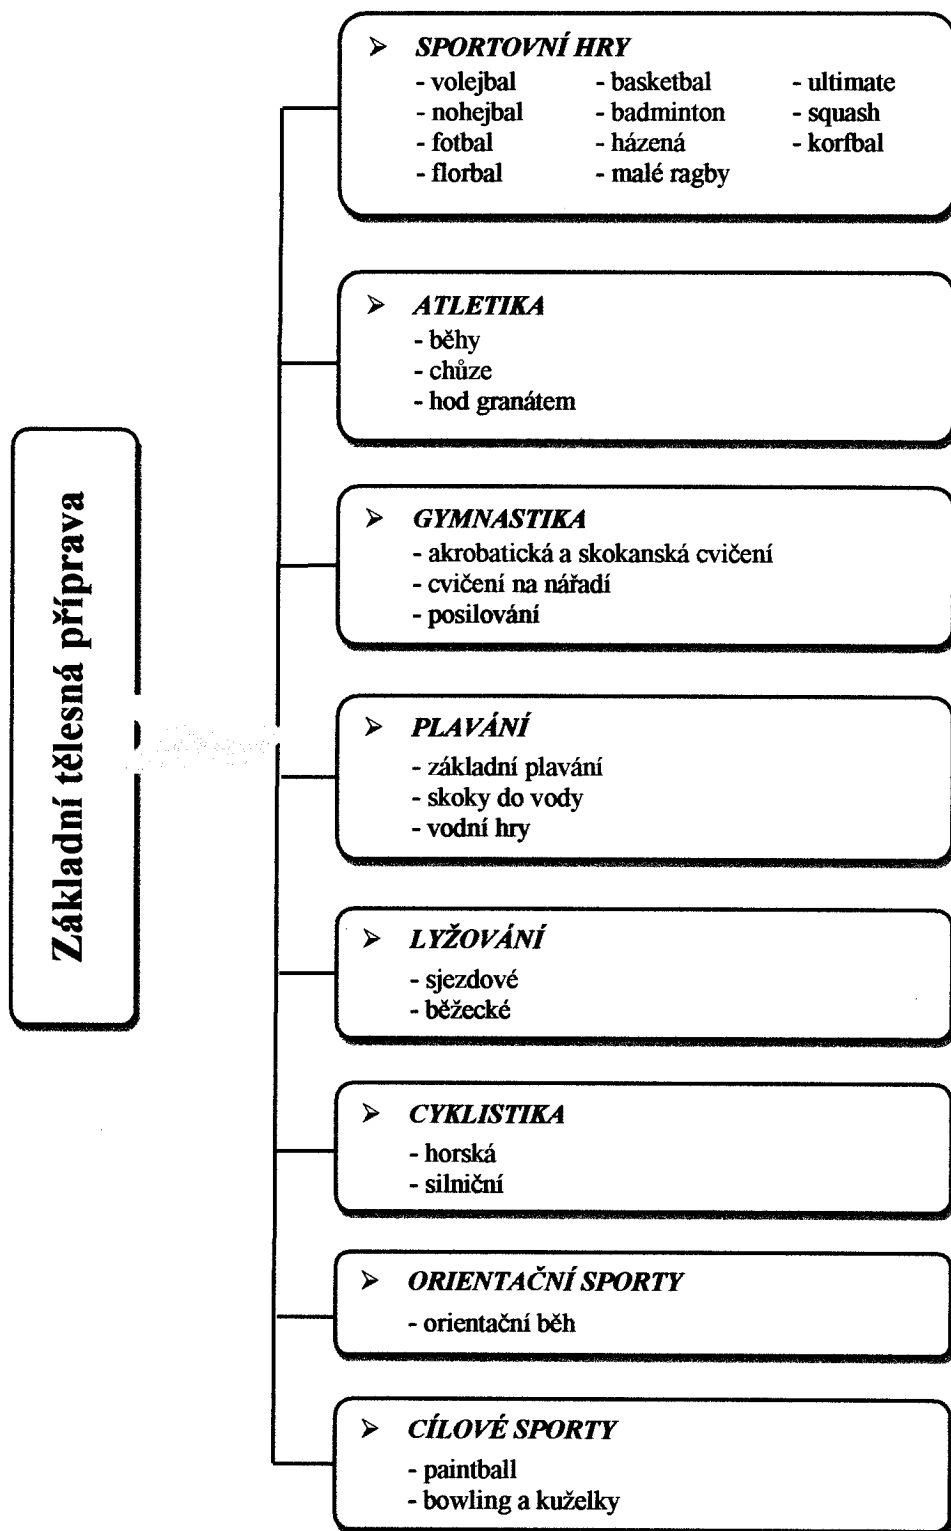 Základní tělesná příprava
➢ SPORTOVNÍ HRY
- volejbal - basketbal - ultimate
- nohejbal - badminton - squash
- fotbal - házená - korfbal
- florbal - malé ragby
➢ ATLETIKA
- běhy
- chůze
- hod granátem
➢ GYMNASTIKA
- akrobatická a skokanská cvičení
- cvičení na nářadí
- posilování
➢ PLAVÁNÍ
- základní plavání
- skoky do vody
- vodní hry
➢ LYŽOVÁNÍ
- sjezdové
- běžecké
➢ CYKLISTIKA
- horská
- silniční
➢ ORIENTAČNÍ SPORTY
- orientační běh
➢ CÍLOVÉ SPORTY
- paintball
- bowling a kuželky